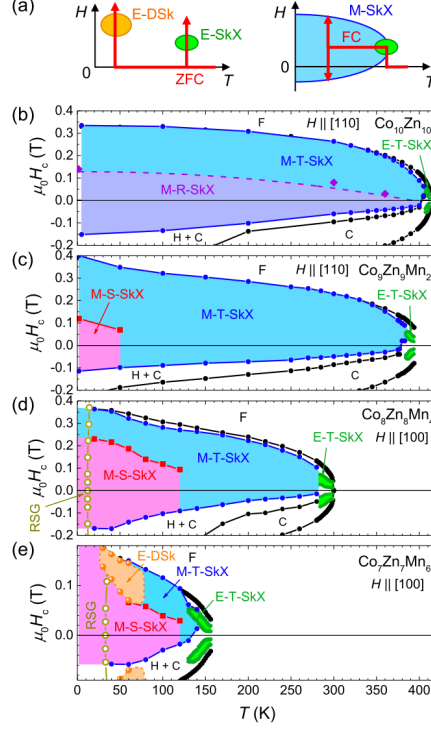 (a)
H
E-DSk
E-SkX
0
ZFC
T
H
M-SkX
FC
0
T
(b)
0.4
0.3
0.2
0.1
0.0
-0.1
-0.2
μ₀Hc (T)
F
H || [110]
Co10Zn10
E-T-SkX
M-T-SkX
M-R-SkX
H + C
C
(c)
0.4
0.3
0.2
0.1
0.0
-0.1
-0.2
μ₀Hc (T)
F
H || [110]
Co9Zn9Mn2
E-T-SkX
M-S-SkX
M-T-SkX
H + C
C
(d)
0.4
0.3
0.2
0.1
0.0
-0.1
-0.2
μ₀Hc (T)
F
Co8Zn8Mn
H || [100]
E-T-SkX
M-T-SkX
M-S-SkX
RSG
H + C
C
(e)
0.1
0.0
μ₀Hc (T)
E-DSk
F
Co7Zn7Mn6
H || [100]
M-T-SkX
E-T-SkX
RSG
M-S-SkX
H + C
0 50 100 150 200 250 300 350 400
T (K)